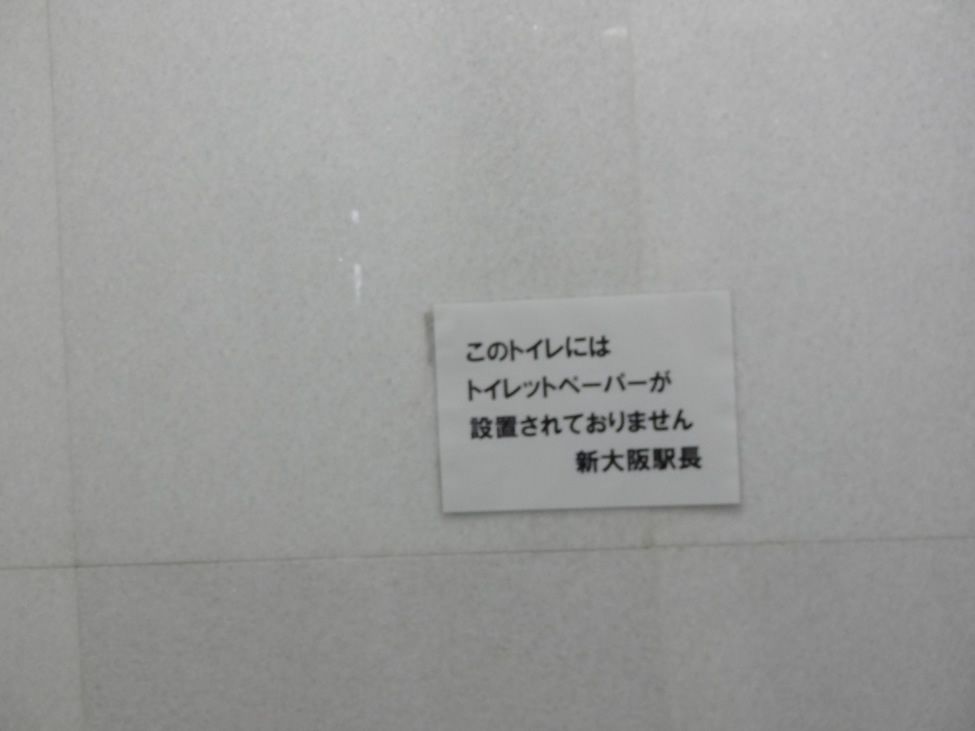 このトイレには
トイレットペーパーが
設置されておりません
新大阪駅長